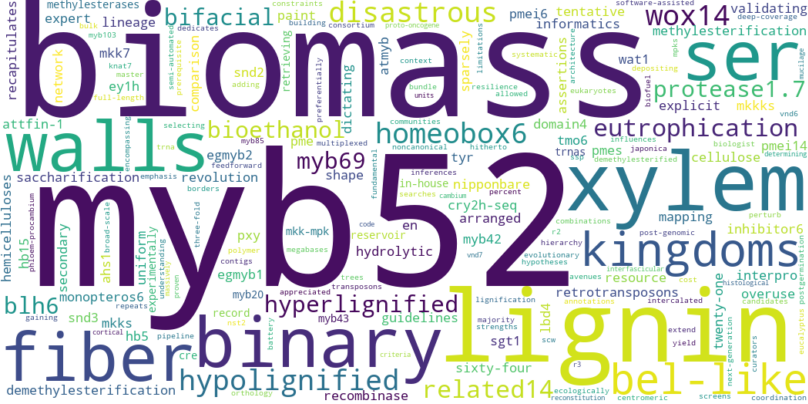 biomass
myb52
lignin
xylem
walls
fiber
binary
ser
kingdoms
bel-like
hypolignified
hyperlignified
homeobox6
eutrophication
disastrous
bifacial
wox14
protease1.7
bioethanol
related14
myb69
blh6
expert
lineage
paint
tentative
informatics
validating
methylesterification
pmei6
methylesterases
recapitulates
network
mkk7
ey1h
snd2
comparison
retrieving
dictating
atmyb
sparsely
assertions
wat1
explicit
mkkks
attfin-1
egmyb2
pme
tyr
domain4
tmo6
trnas
pmes
cellulose
pmei14
saccharification
revolution
shape
in-house
nipponbare
inhibitor6
hemicelluloses
hb15
ahs1
secondary
uniform
experimentally
pxy
egmyb1
mkk-mpk
reservoir
hydrolytic
en
cry2h-seq
arranged
myb42
mapping
interpro
overuse
monopteros6
snd3
mkks
hb5
cre
record
myb20
myb43
guidelines
sgt1
lbd4
retrotransposons
resource
twenty-one
sixty-four
recombinase
demethylesterification
software-assisted
deep-coverage
proto-oncogene
consortium
building
dedicates
adding
full-length
myb103
knat7
master
bulk
semi-automated
prerequisite
preferentially
context
bundle
units
limitations
systematic
allowed
eukaryotes
architecture
resilience
communities
noncanonical
hitherto
multiplexed
fundamental
inferences
searches
cambium
percent
influences
demethylesterified
biologist
ssp
japonica
determining
perturb
mucilage
vnd6
biofuel
depositing
constraints
trna
myb85
selecting
feedforward
encompassing
borders
emphasis
three-fold
phloem-procambium
broad-scale
understanding
polymer
contigs
repeats
gaining
cortical
pipeline
proven
est2
battery
orthology
appreciated
transposons
megabases
trees
code
vnd7
r2
combinations
evolutionary
hypotheses
hierarchy
post-genomic
avenues
interfascicular
cost
intercalated
annotations
candidates
histological
postgermination
eucalyptus
next-generation
curators
extend
yield
majority
strengths
lignification
scw
criteria
r3
ecologically
reconstitution
centromeric
screens
coordination